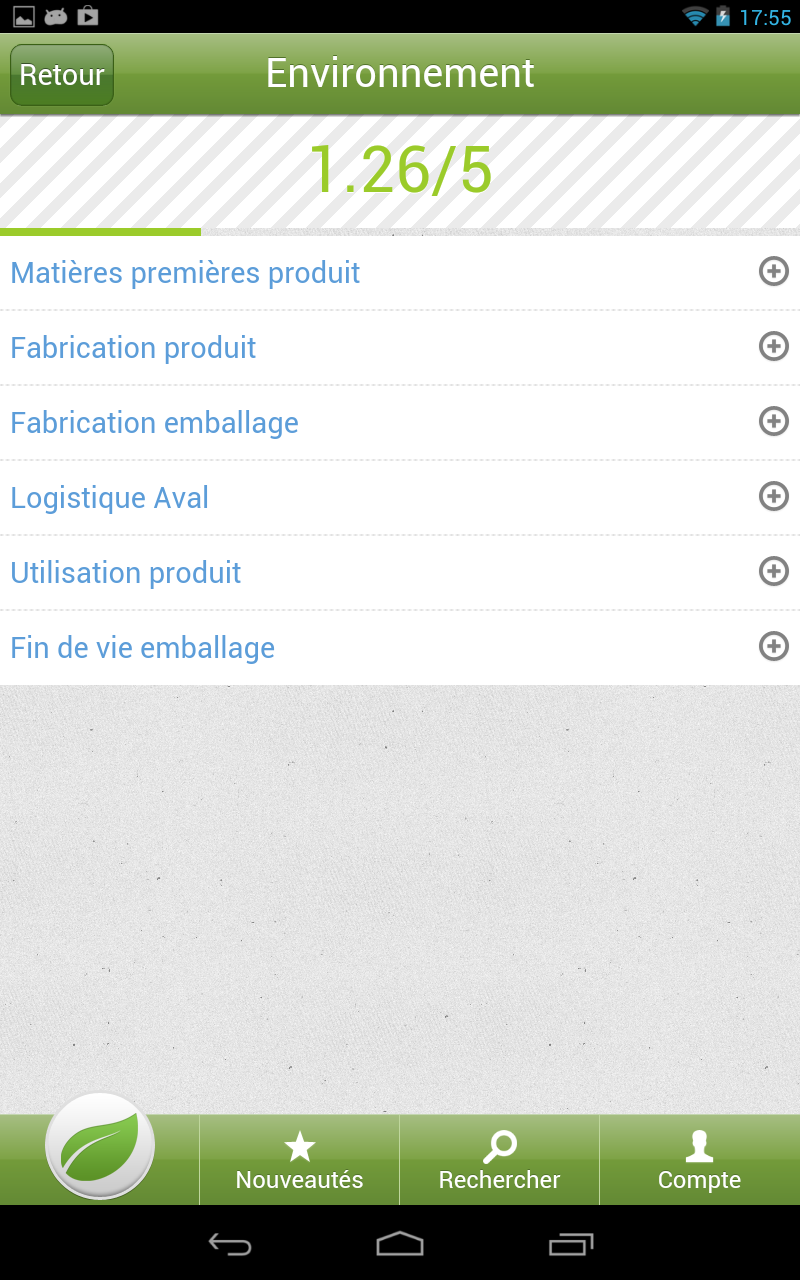 17:55
Retour
Environnement
1.26/5
Matières premières produit
Fabrication produit
Fabrication emballage
Logistique Aval
Utilisation produit
Fin de vie emballage
Nouveautés
Rechercher
Compte